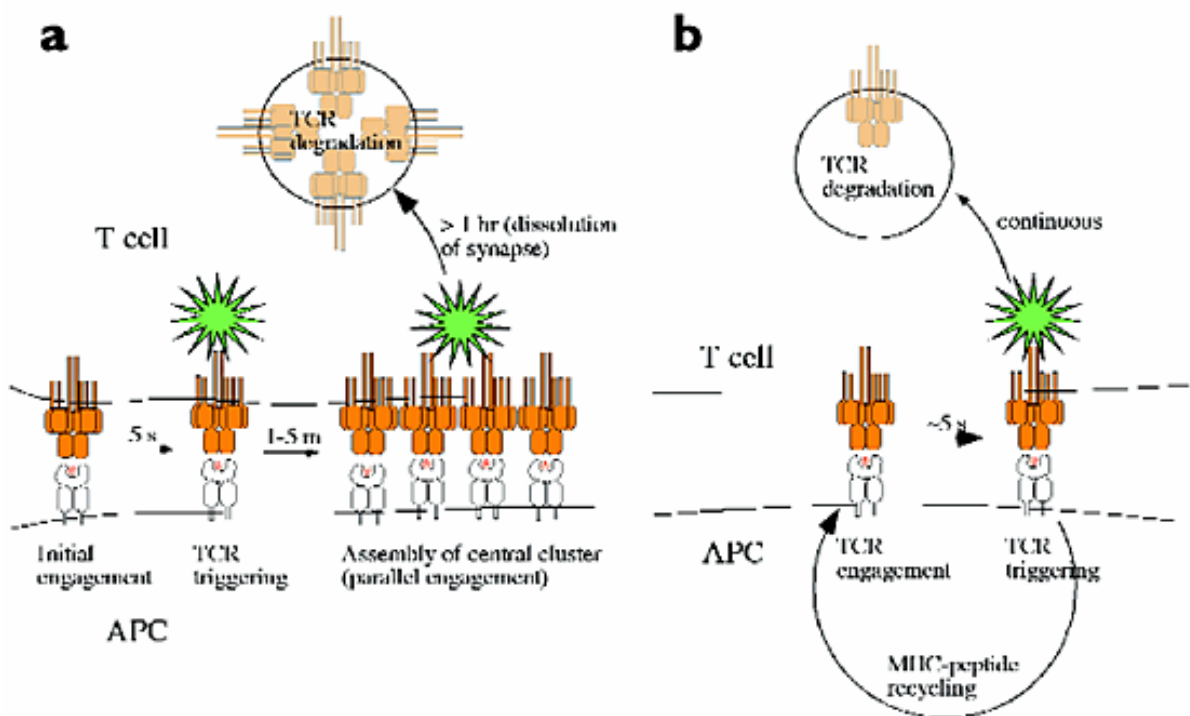 a
TCR
degradation
> 1 hr (dissolution
of synapse)
T cell
5 s
1-5 m
Initial
engagement
TCR
triggering
Assembly of central cluster
(parallel engagement)
APC
b
TCR
degradation
continuous
T cell
~5 s
APC
TCR
engagement
TCR
triggering
MHC-peptide
recycling